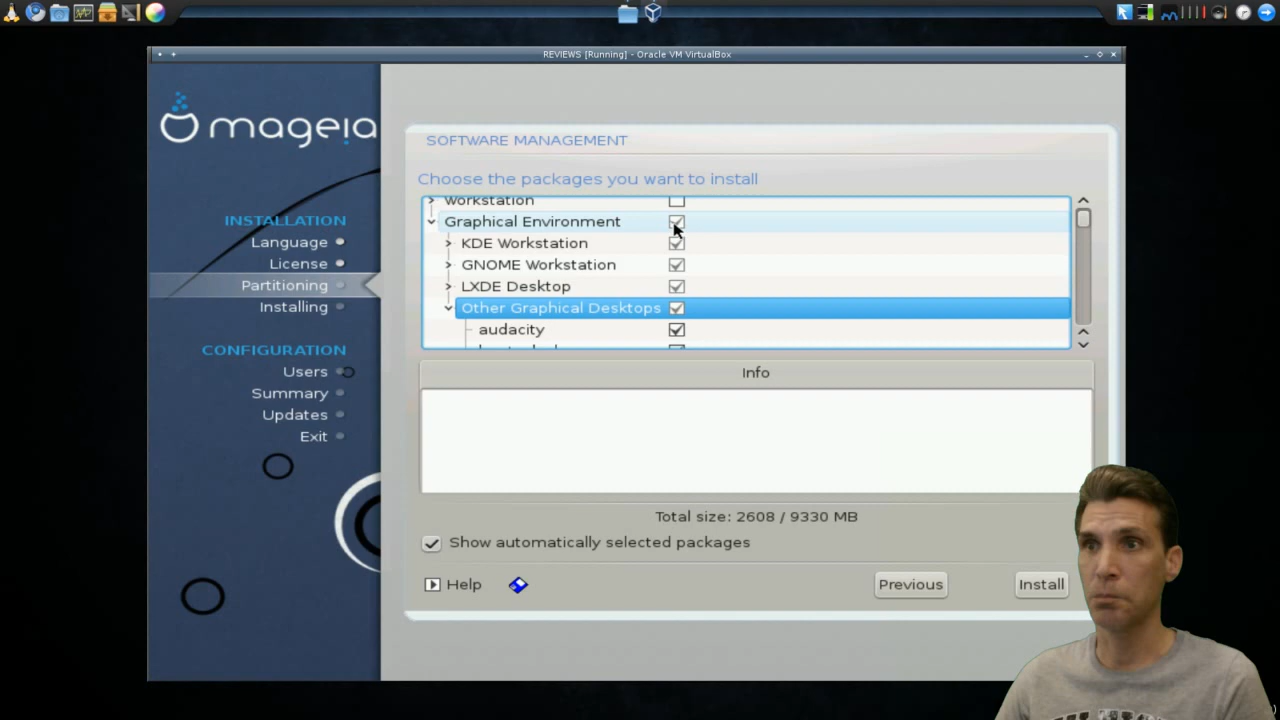 REVIEWS [Running] - Oracle VM VirtualBox
mageia
INSTALLATION
Language
License
Partitioning
Installing
CONFIGURATION
Users
Summary
Updates
Exit
SOFTWARE MANAGEMENT
Choose the packages you want to install
Workstation
Graphical Environment
KDE Workstation
GNOME Workstation
LXDE Desktop
Other Graphical Desktops
audacity
Info
Total size: 2608 / 9330 MB
Show automatically selected packages
Help
Previous
Install